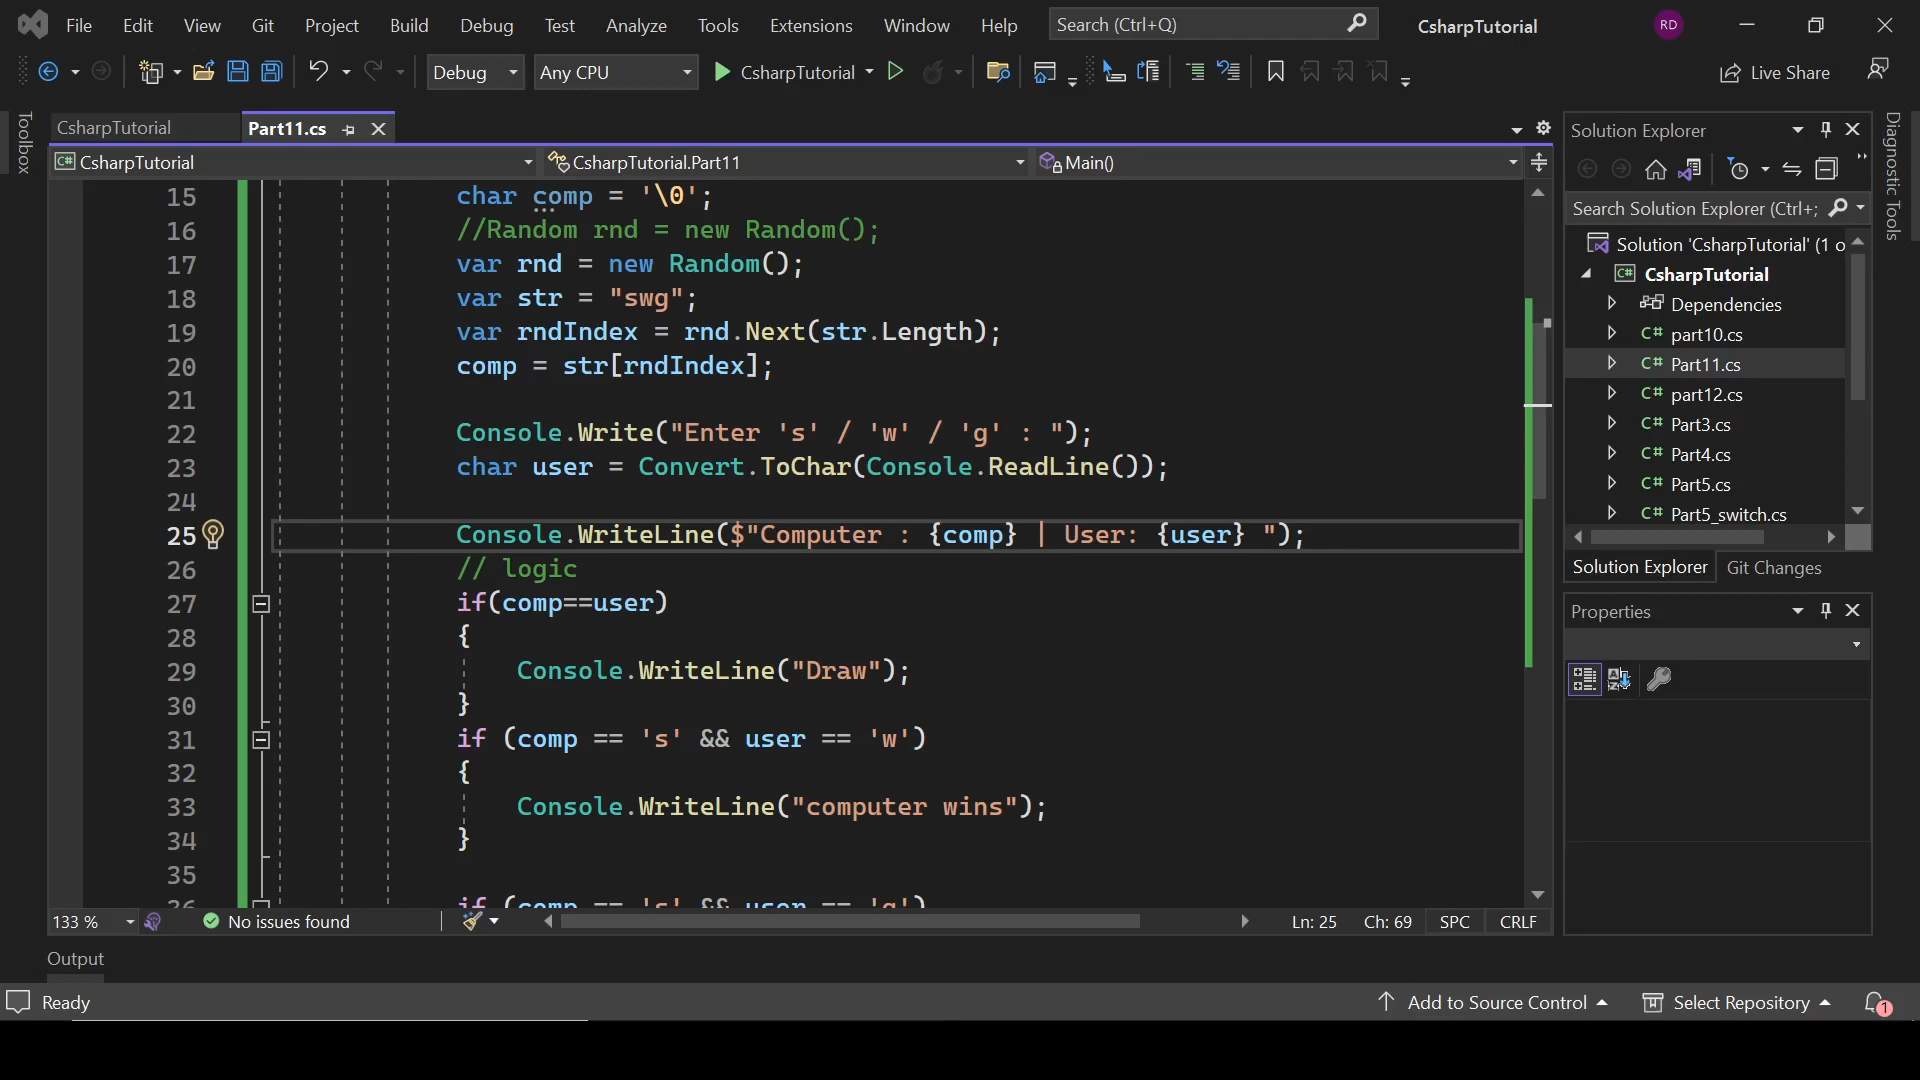 File Edit View Git Project Build Debug Test Analyze Tools Extensions Window Help Search (Ctrl+Q) CsharpTutorial RD
Debug Any CPU CsharpTutorial Live Share
Toolbox
CsharpTutorial Part11.cs
CsharpTutorial CsharpTutorial.Part11 Main()
15 char comp = '\0';
16 //Random rnd = new Random();
17 var rnd = new Random();
18 var str = "swg";
19 var rndIndex = rnd.Next(str.Length);
20 comp = str[rndIndex];
21
22 Console.Write("Enter 's' / 'w' / 'g' : ");
23 char user = Convert.ToChar(Console.ReadLine());
24
25 Console.WriteLine($"Computer : {comp} | User: {user} ");
26 // logic
27 if(comp==user)
28 {
29 Console.WriteLine("Draw");
30 }
31 if (comp == 's' && user == 'w')
32 {
33 Console.WriteLine("computer wins");
34 }
35
36 if (comp == 's' && user == 'g')
133 % No issues found Ln: 25 Ch: 69 SPC CRLF
Output
Solution Explorer
Search Solution Explorer (Ctrl+;
Solution 'CsharpTutorial' (1 o
C# CsharpTutorial
Dependencies
C# part10.cs
C# Part11.cs
C# part12.cs
C# Part3.cs
C# Part4.cs
C# Part5.cs
C# Part5_switch.cs
Solution Explorer Git Changes
Properties
Diagnostic Tools
Ready Add to Source Control Select Repository 1